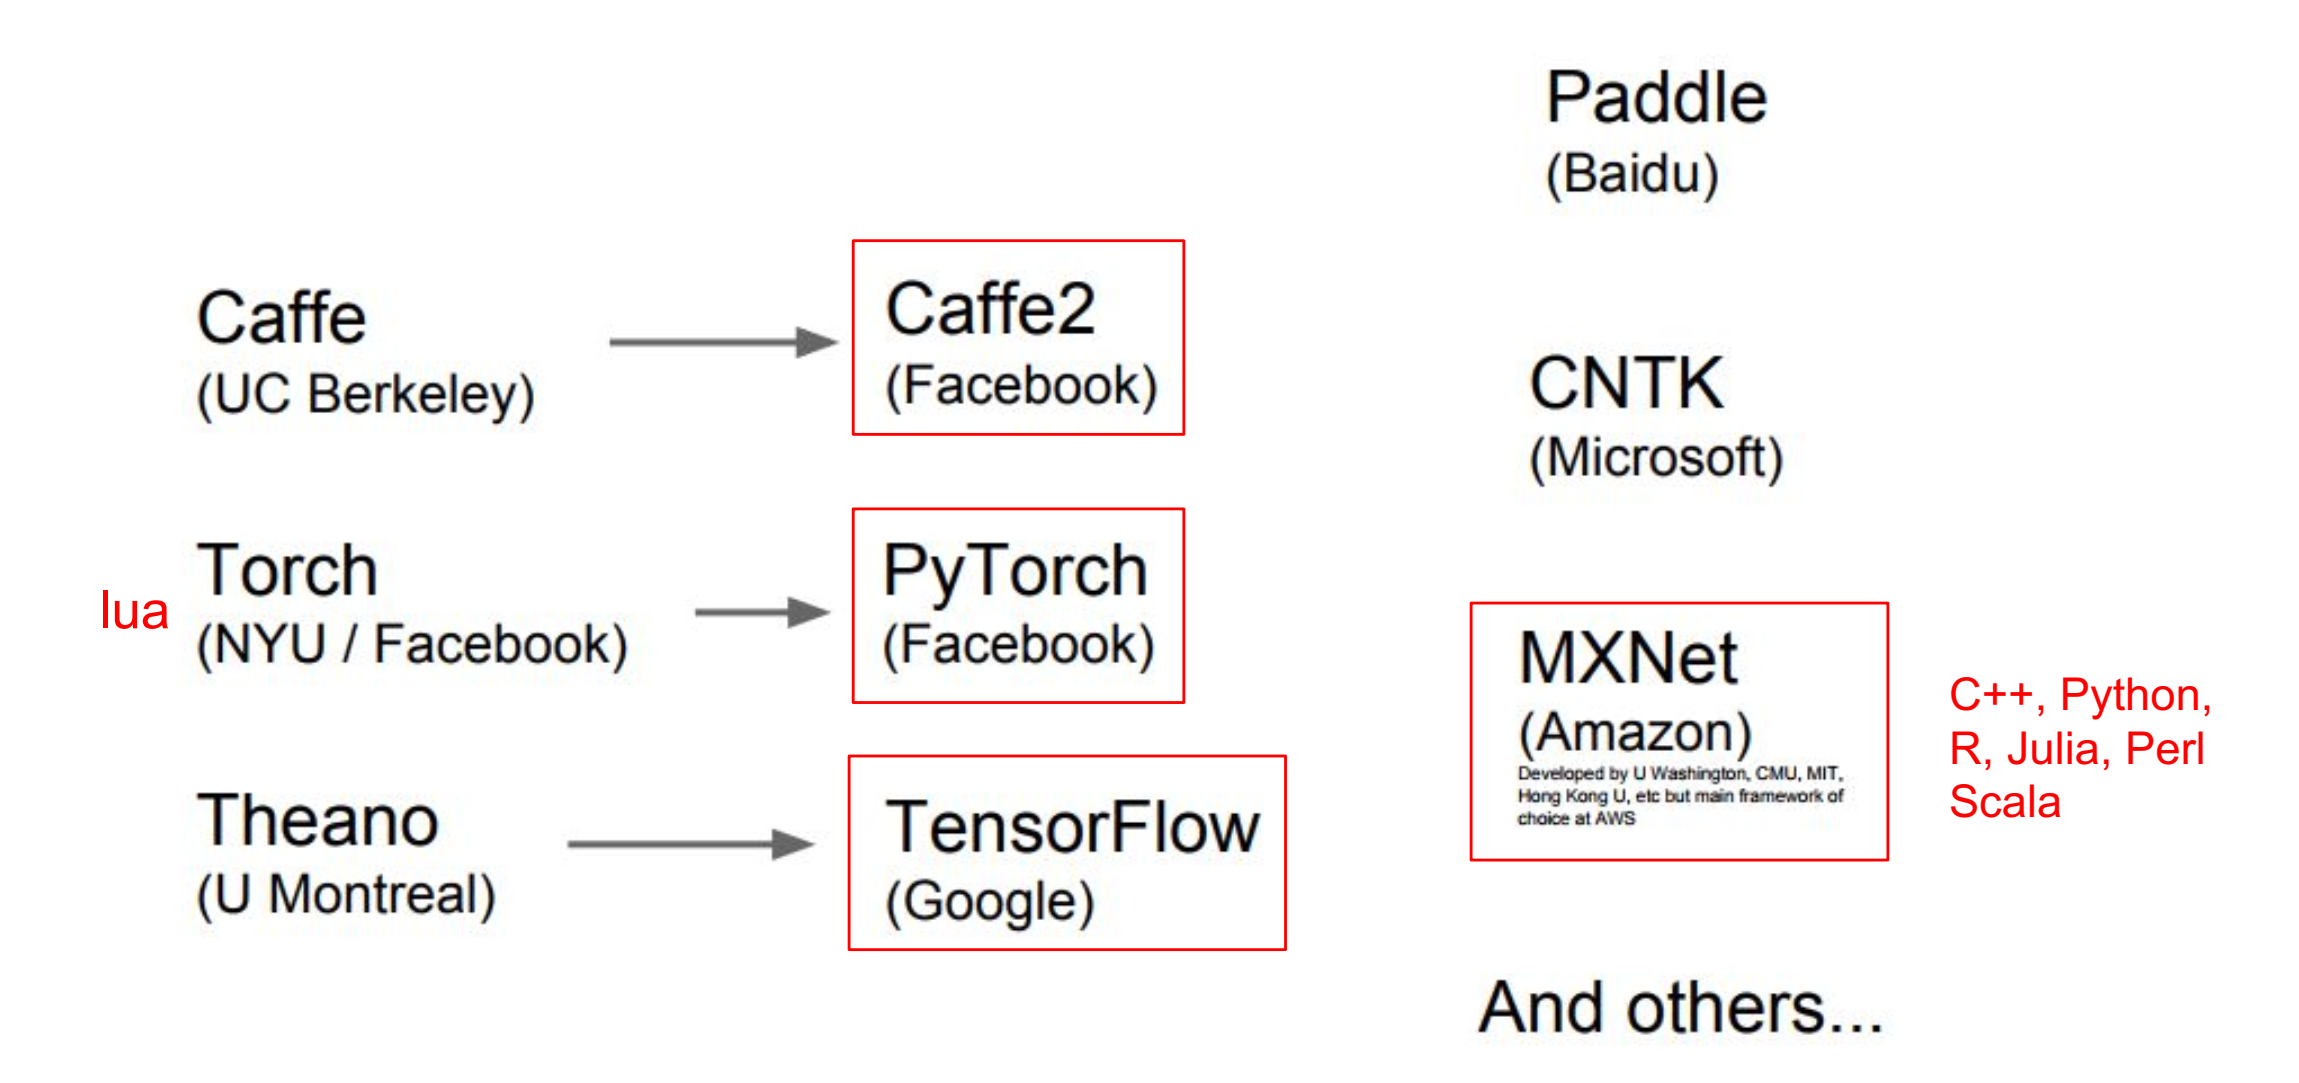 Paddle
(Baidu)
Caffe
(UC Berkeley)
Caffe2
(Facebook)
CNTK
(Microsoft)
lua
Torch
(NYU / Facebook)
PyTorch
(Facebook)
MXNet
(Amazon)
Developed by U Washington, CMU, MIT,
Hong Kong U, etc but main framework of
choice at AWS
C++, Python,
R, Julia, Perl
Scala
Theano
(U Montreal)
TensorFlow
(Google)
And others...